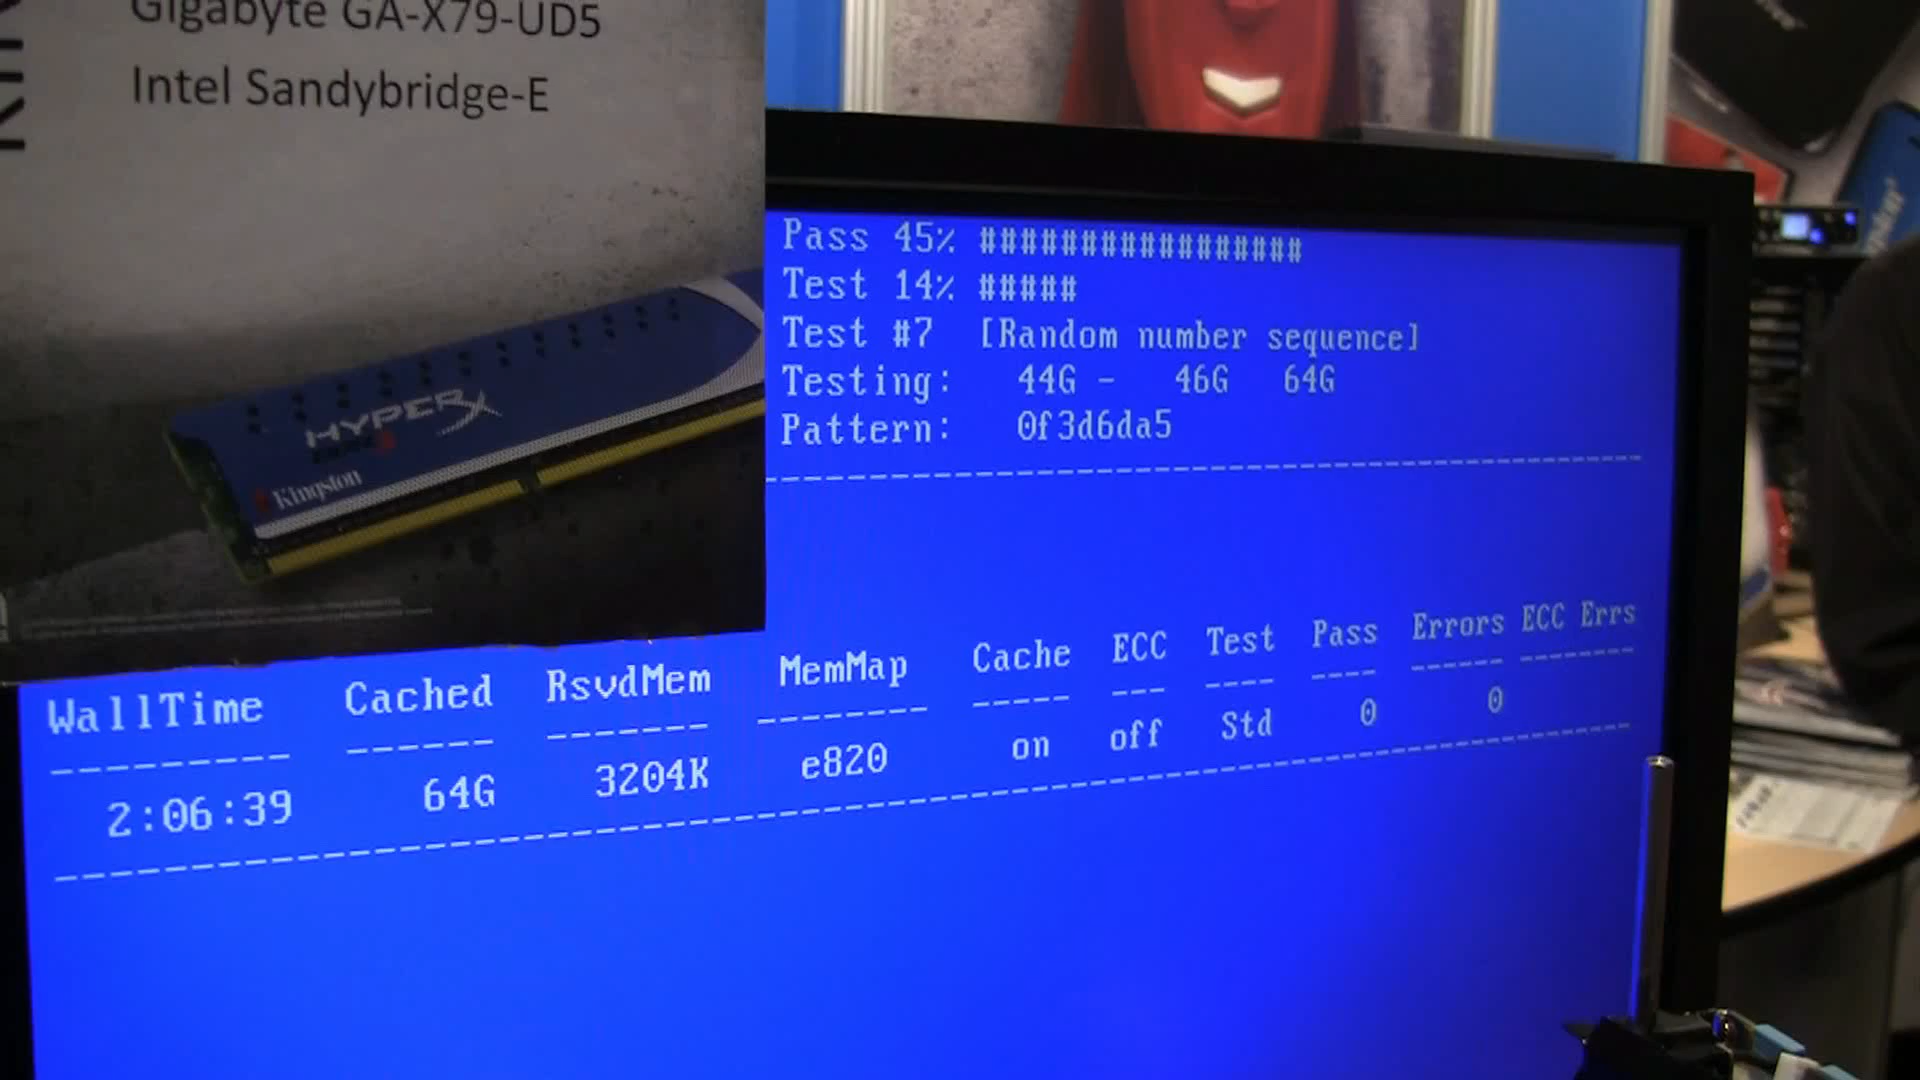 Gigabyte GA-X79-UD5
Intel Sandybridge-E
HYPERX
Kingston
Pass 45% ################
Test 14% #####
Test #7 [Random number sequence]
Testing: 44G - 46G 64G
Pattern: 0f3d6da5
WallTime Cached RsvdMem MemMap Cache ECC Test Pass Errors ECC Errs
2:06:39 64G 3204K e820 on off Std 0 0